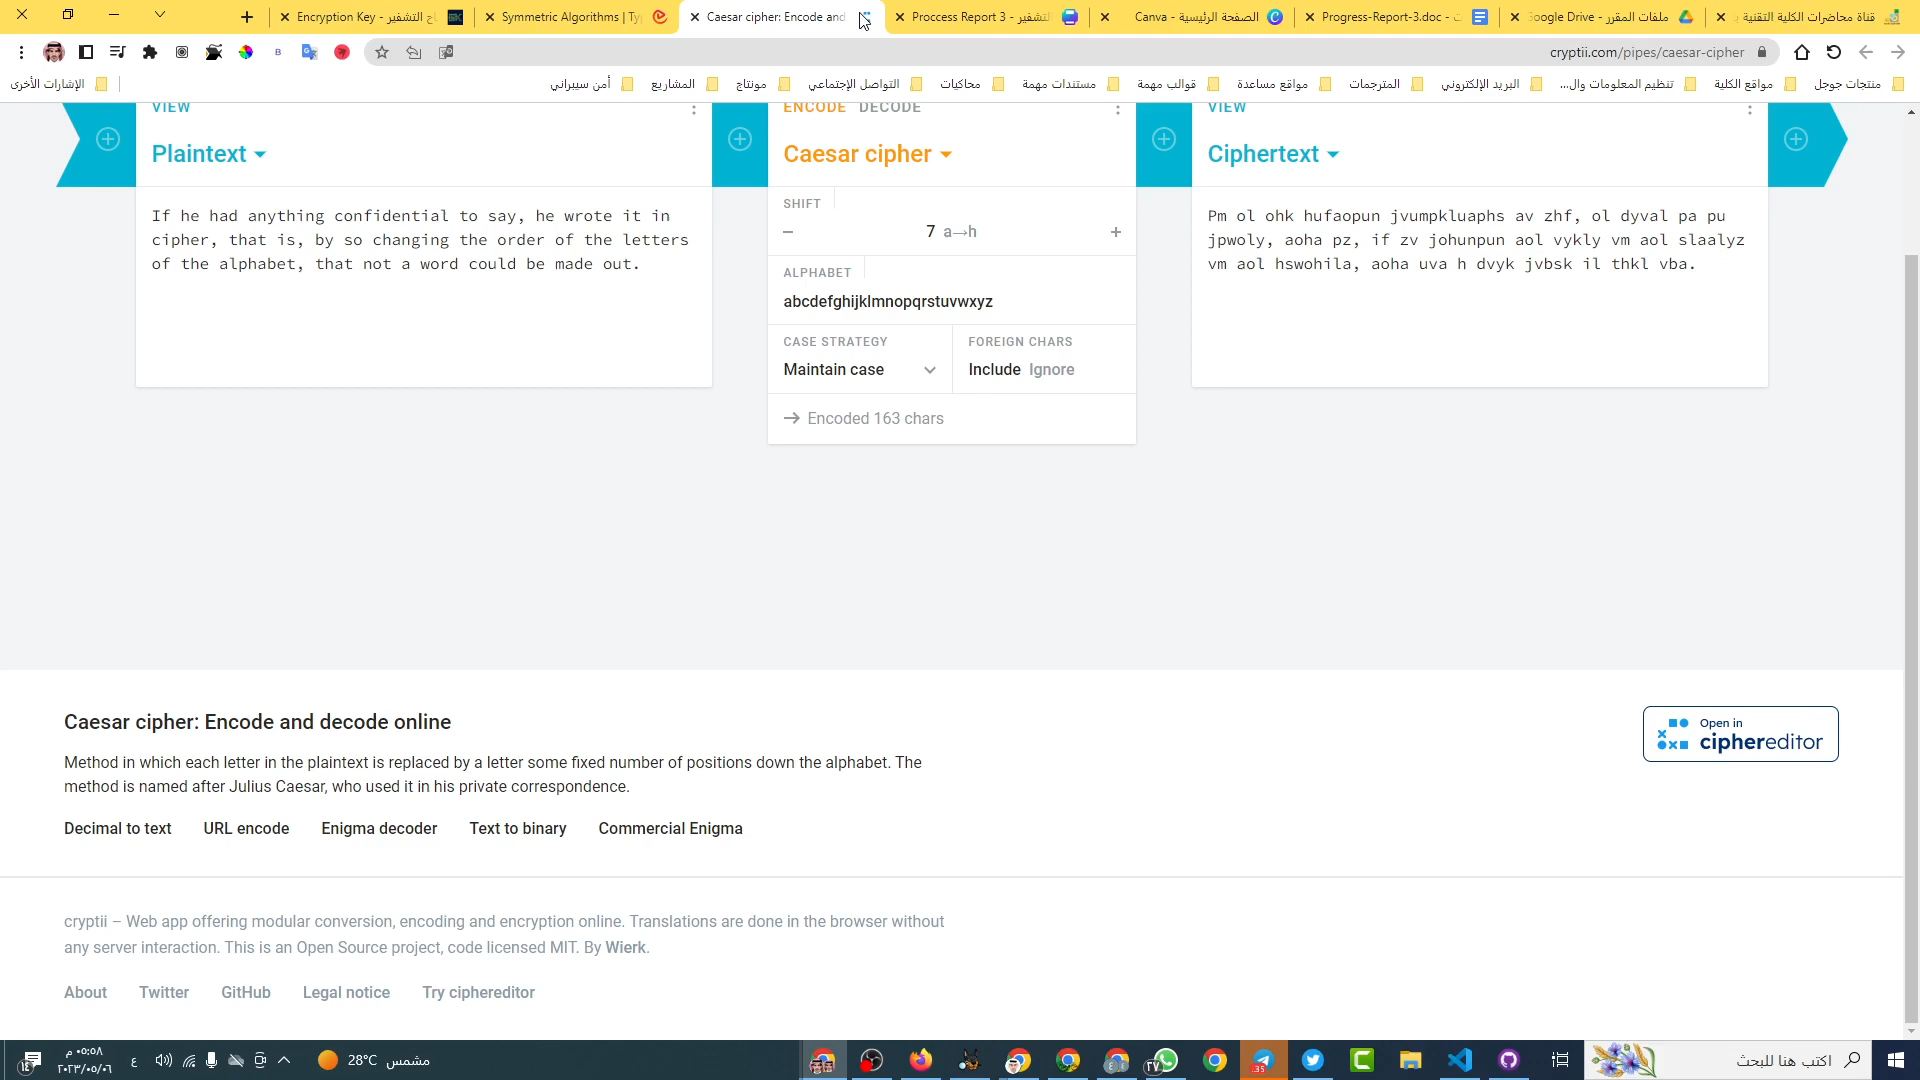 Encryption Key - ح التشفير
Symmetric Algorithms | Ty
Caesar cipher: Encode and
Proccess Report 3 - التشفير
الصفحة الرئيسية - Canva
Progress-Report-3.doc -
ملفات المقرر - Google Drive
قناة محاضرات الكلية التقنية
cryptii.com/pipes/caesar-cipher
منتجات جوجل
مواقع الكلية
تنظيم المعلومات وال...
البريد الإلكتروني
المترجمات
مواقع مساعدة
قوالب مهمة
مستندات مهمة
محاكيات
التواصل الإجتماعي
مونتاج
المشاريع
أمن سيبراني
الإشارات الأخرى
VIEW
Plaintext
If he had anything confidential to say, he wrote it in
cipher, that is, by so changing the order of the letters
of the alphabet, that not a word could be made out.
ENCODE DECODE
Caesar cipher
SHIFT
− 7 a→h +
ALPHABET
abcdefghijklmnopqrstuvwxyz
CASE STRATEGY
Maintain case
FOREIGN CHARS
Include Ignore
→ Encoded 163 chars
VIEW
Ciphertext
Pm ol ohk hufaopun jvumpkluaphs av zhf, ol dyval pa pu
jpwoly, aoha pz, if zv johunpun aol vykly vm aol slaalyz
vm aol hswohila, aoha uva h dvyk jvbsk il thkl vba.
Caesar cipher: Encode and decode online
Method in which each letter in the plaintext is replaced by a letter some fixed number of positions down the alphabet. The
method is named after Julius Caesar, who used it in his private correspondence.
Decimal to text URL encode Enigma decoder Text to binary Commercial Enigma
Open in
ciphereditor
cryptii – Web app offering modular conversion, encoding and encryption online. Translations are done in the browser without
any server interaction. This is an Open Source project, code licensed MIT. By Wierk.
About Twitter GitHub Legal notice Try ciphereditor
٠٥:٥٨ م
٢٠٢٣/٠٥/٠٦
ع
28°C مشمس
٢٧
35
اكتب هنا للبحث